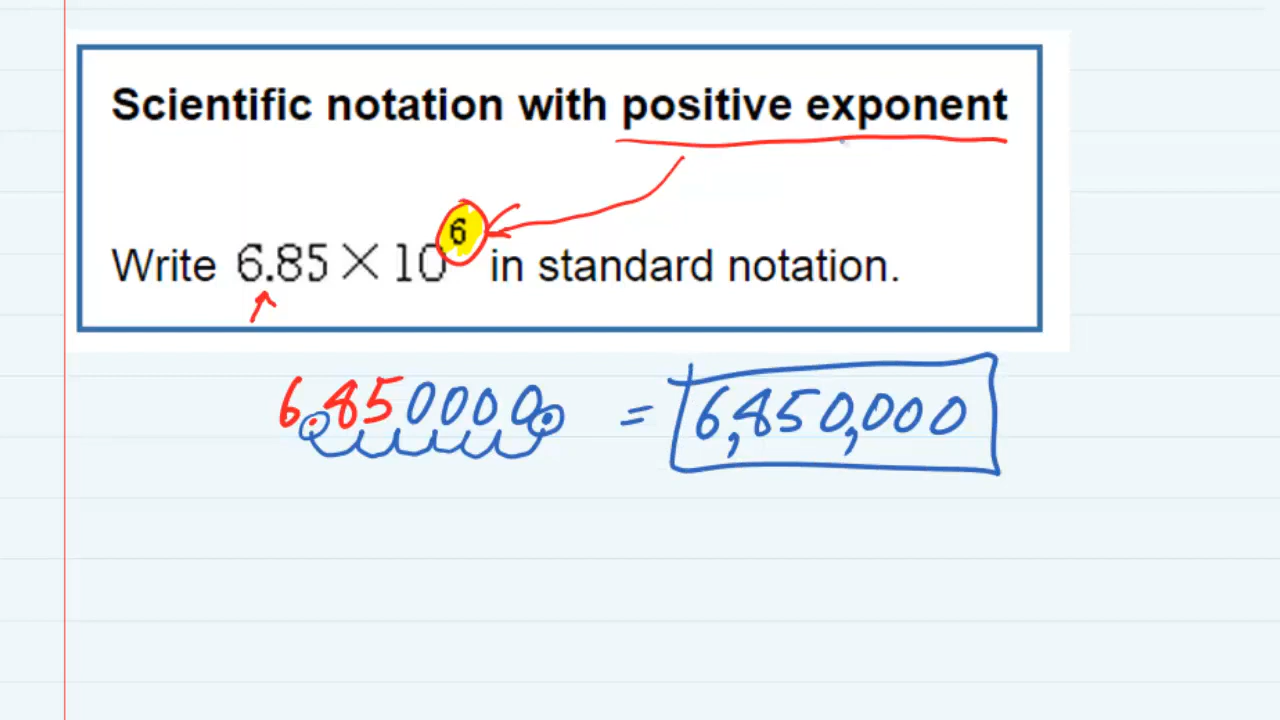 Scientific notation with positive exponent
Write 6.85 × 10⁶ in standard notation.
6.850000. = 6,850,000